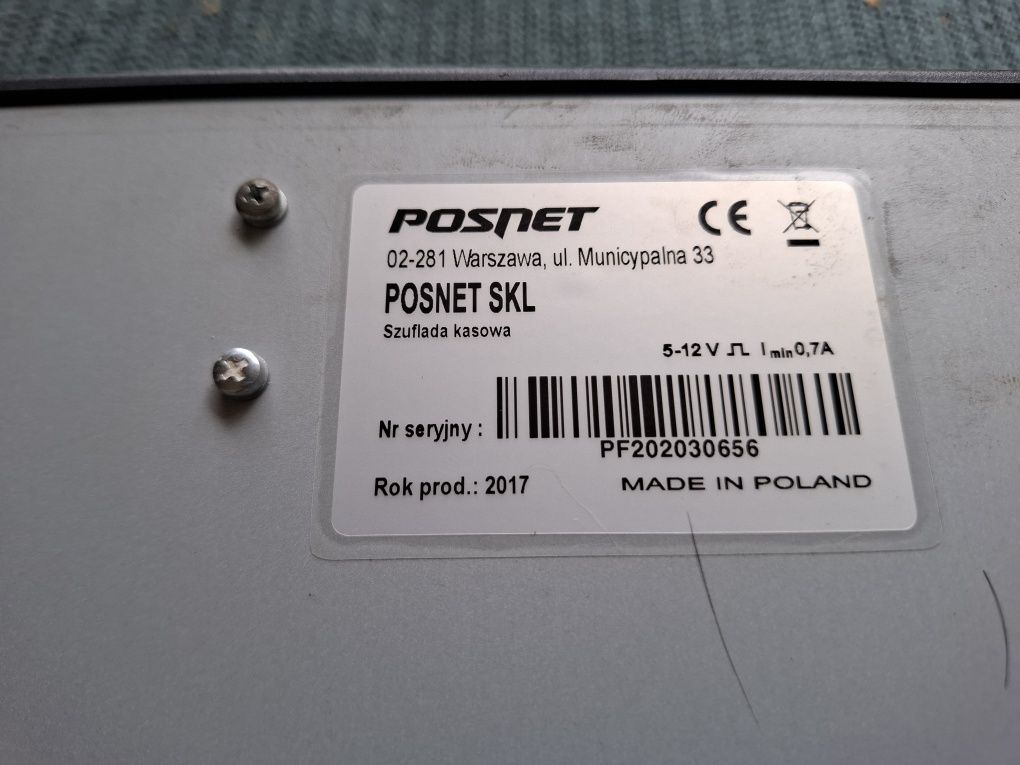 POSNET CE
02-281 Warszawa, ul. Municypalna 33
POSNET SKL
Szuflada kasowa
5-12 V ⎍ I min 0,7A
Nr seryjny :
PF202030656
Rok prod.: 2017 MADE IN POLAND